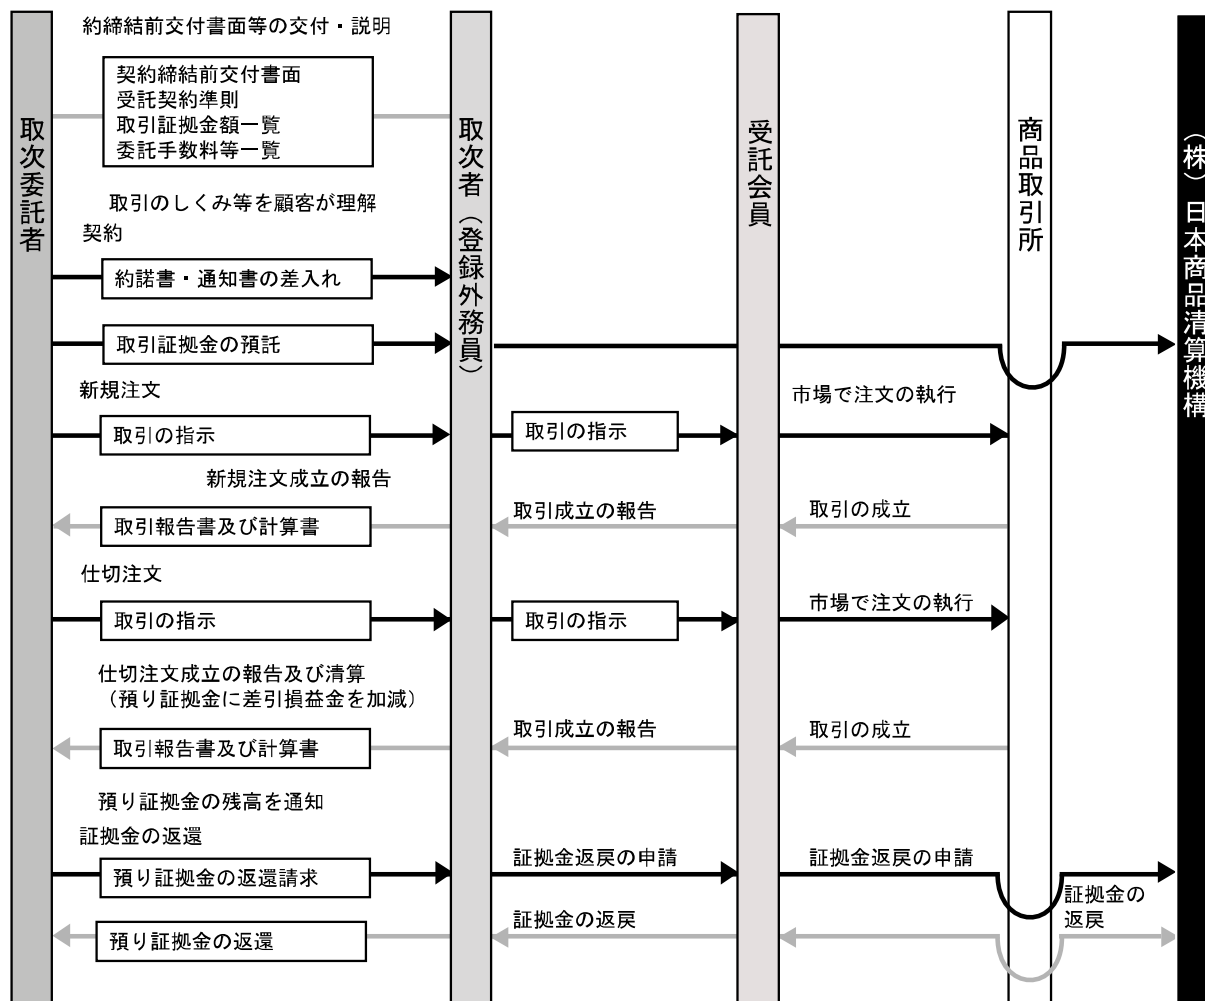 約締結前交付書面等の交付・説明
契約締結前交付書面
受託契約準則
取引証拠金額一覧
委託手数料等一覧
取次委託者
取次者（登録外務員）
受託会員
商品取引所
（株）日本商品清算機構
取引のしくみ等を顧客が理解
契約
約諾書・通知書の差入れ
取引証拠金の預託
新規注文
市場で注文の執行
取引の指示
取引の指示
新規注文成立の報告
取引成立の報告
取引の成立
取引報告書及び計算書
仕切注文
市場で注文の執行
取引の指示
取引の指示
仕切注文成立の報告及び清算
（預り証拠金に差引損益金を加減）
取引成立の報告
取引の成立
取引報告書及び計算書
預り証拠金の残高を通知
証拠金の返還
証拠金返戻の申請
証拠金返戻の申請
預り証拠金の返還請求
証拠金の
返戻
証拠金の返戻
預り証拠金の返還